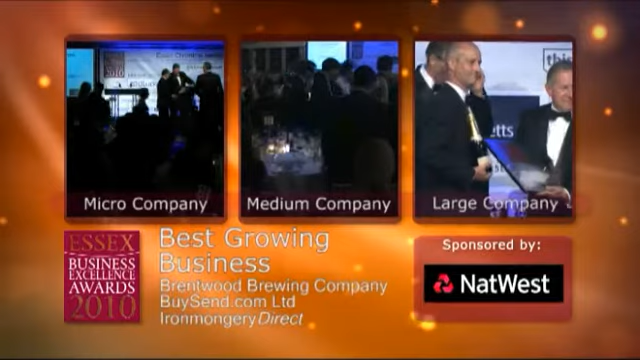 Micro Company
Medium Company
Large Company
ESSEX
BUSINESS
EXCELLENCE
AWARDS
2010
Best Growing
Business
Brentwood Brewing Company
BuySend.com Ltd
IronmongeryDirect
Sponsored by:
NatWest